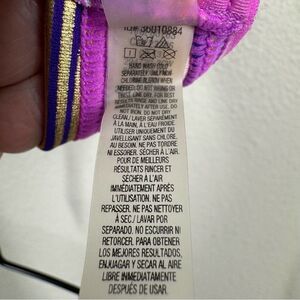 HAND WASH COLD
SEPARATELY. ONLY NON
CHLORINE BLEACH WHEN
NEEDED. DO NOT WRING OR
TWIST. LINE DRY. FOR BEST
RESULTS RINSE AND LINE DRY
IMMEDIATELY AFTER USE. DO
NOT IRON. DO NOT DRY
CLEAN./ LAVER SÉPARÉMENT
À LA MAIN, À L'EAU FROIDE.
UTILISER UNIQUEMENT DU
JAVELLISANT SANS CHLORE,
AU BESOIN. NE PAS TORDRE
NI ESSORER. SÉCHER À L'AIR.
POUR DE MEILLEURS
RÉSULTATS RINCER ET
SÉCHER À L'AIR
IMMÉDIATEMENT APRÈS
L'UTILISATION. NE PAS
REPASSER. NE PAS NETTOYER
À SEC./ LAVAR POR
SEPARADO. NO ESCURRIR NI
RETORCER. PARA OBTENER
LOS MEJORES RESULTADOS,
ENJUAGAR Y SECAR AL AIRE
LIBRE INMEDIATAMENTE
DESPUÉS DE USAR.